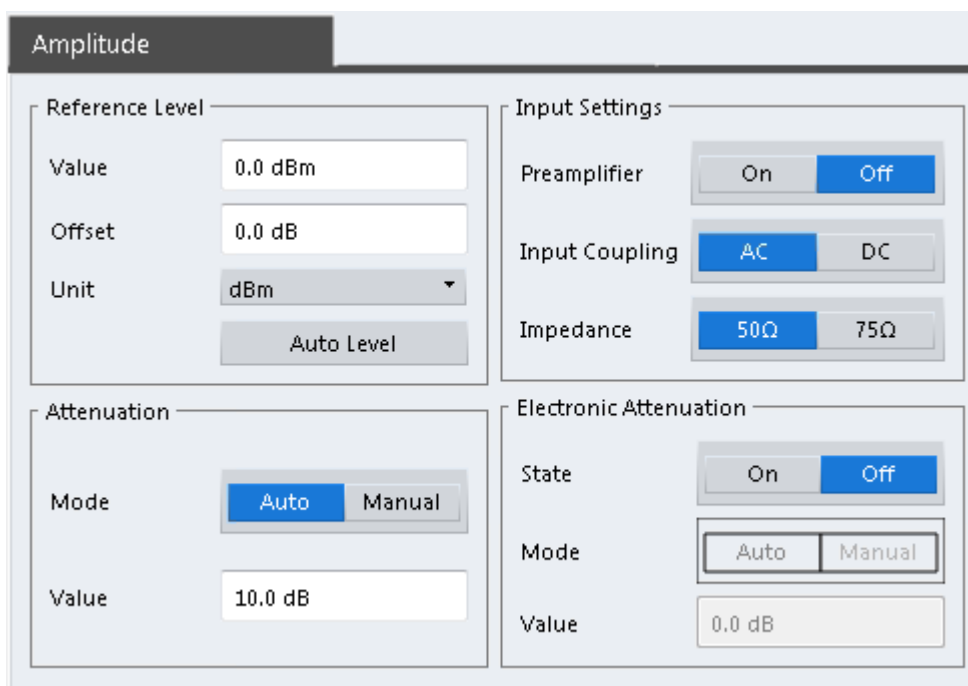 Amplitude
Reference Level
Value 0.0 dBm
Offset 0.0 dB
Unit dBm
Auto Level
Input Settings
Preamplifier On Off
Input Coupling AC DC
Impedance 50Ω 75Ω
Attenuation
Mode Auto Manual
Value 10.0 dB
Electronic Attenuation
State On Off
Mode Auto Manual
Value 0.0 dB